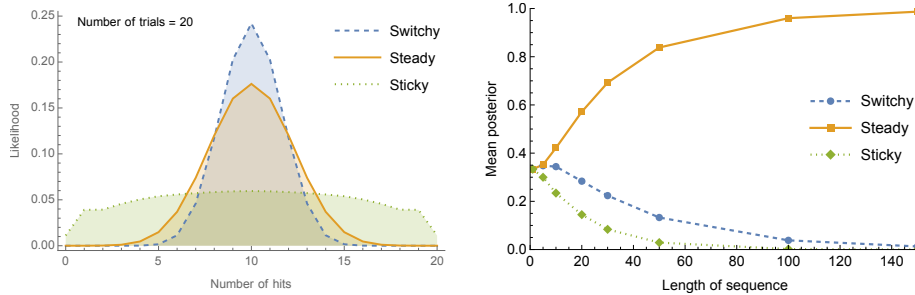 Number of trials = 20
Switchy
Steady
Sticky
Likelihood
0.25
0.20
0.15
0.10
0.05
0.00
0
5
10
15
20
Number of hits
Mean posterior
1.0
0.8
0.6
0.4
0.2
0.0
Switchy
Steady
Sticky
0
20
40
60
80
100
120
140
Length of sequence